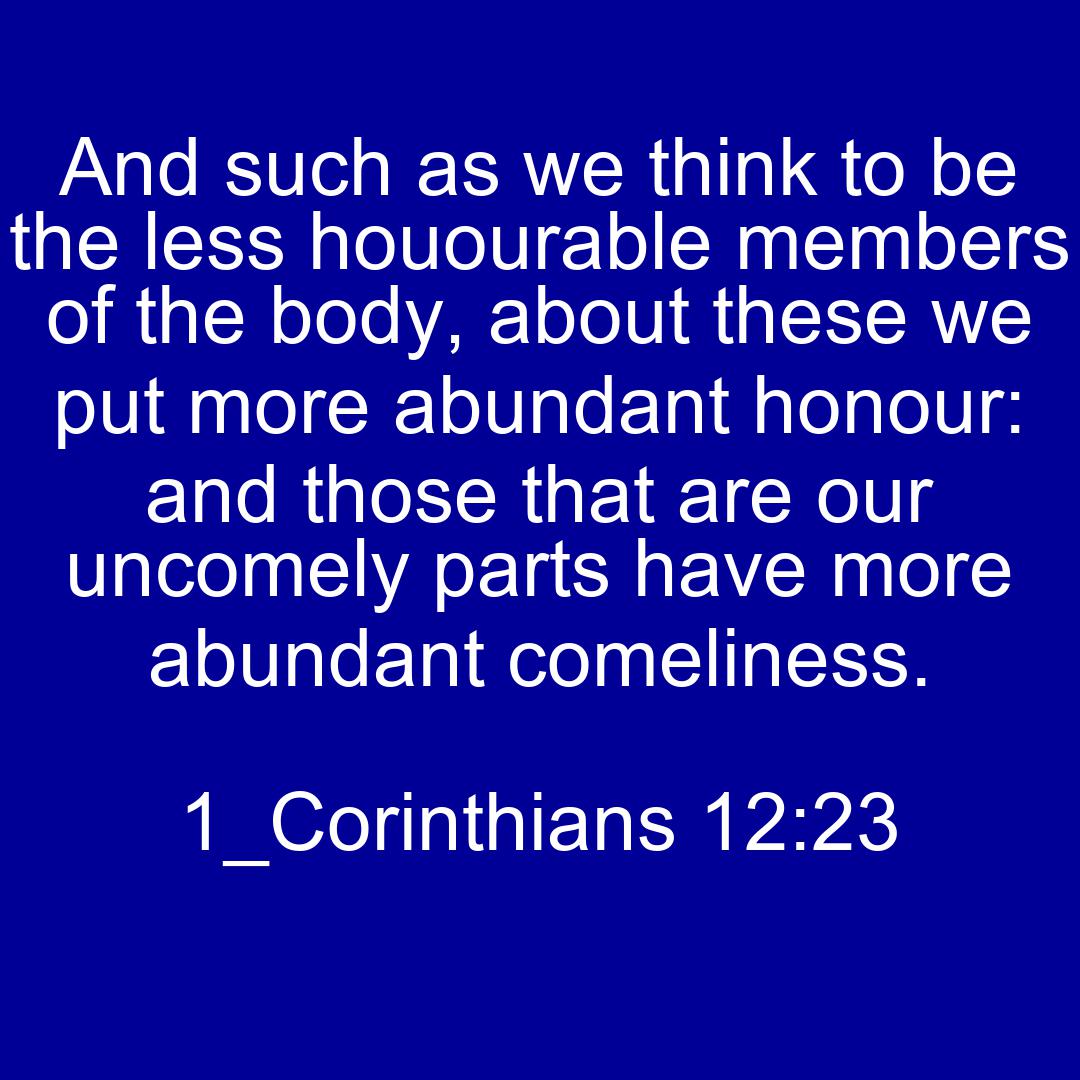 And such as we think to be
the less houourable members
of the body, about these we
put more abundant honour:
and those that are our
uncomely parts have more
abundant comeliness.
1_Corinthians 12:23